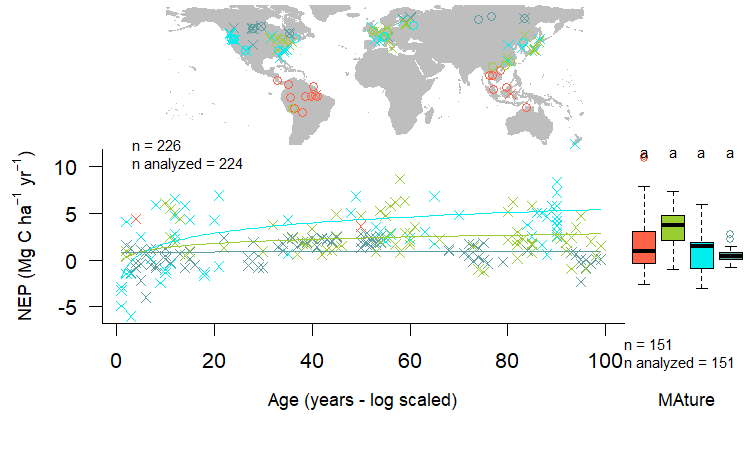 n = 226
n analyzed = 224
NEP (Mg C ha⁻¹ yr⁻¹)
10
5
0
-5
0
20
40
60
80
100
Age (years - log scaled)
a
a
a
a
n = 151
n analyzed = 151
MAture